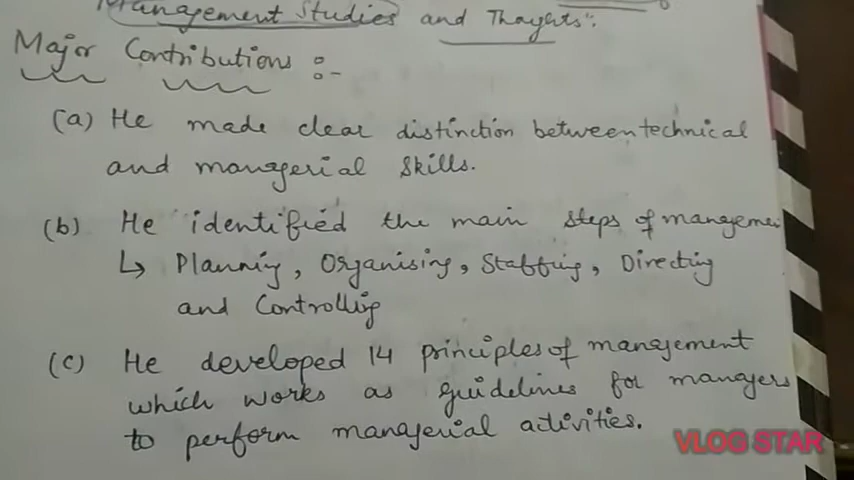 Management Studies and Thoughts".
Major Contributions :-
(a) He made clear distinction between technical
and managerial skills.
(b) He identified the main steps of manageme
↳ Planning, Organising, Staffing, Directing
and Controlling
(c) He developed 14 principles of management
which works as guidelines for managers
to perform managerial activities.
VLOG STAR